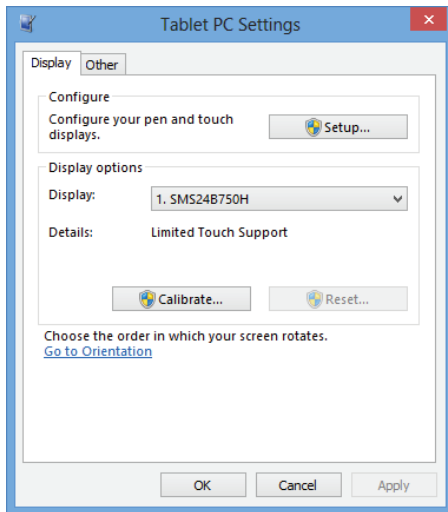 Tablet PC Settings
Display Other
Configure
Configure your pen and touch
displays.
Setup...
Display options
Display: 1. SMS24B750H
Details: Limited Touch Support
Calibrate... Reset...
Choose the order in which your screen rotates.
Go to Orientation
OK Cancel Apply